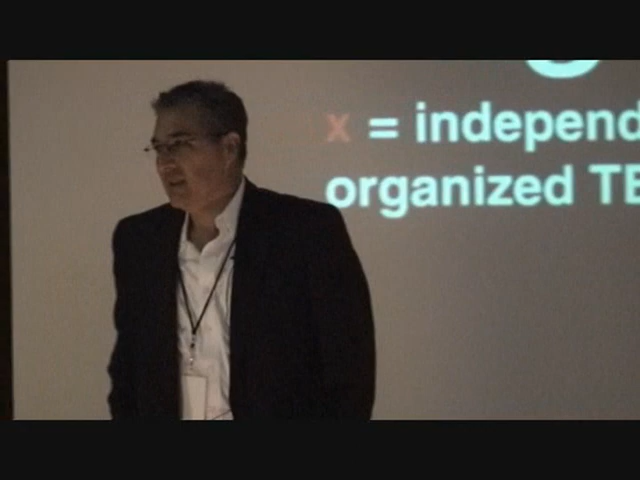 x = independ
organized TE